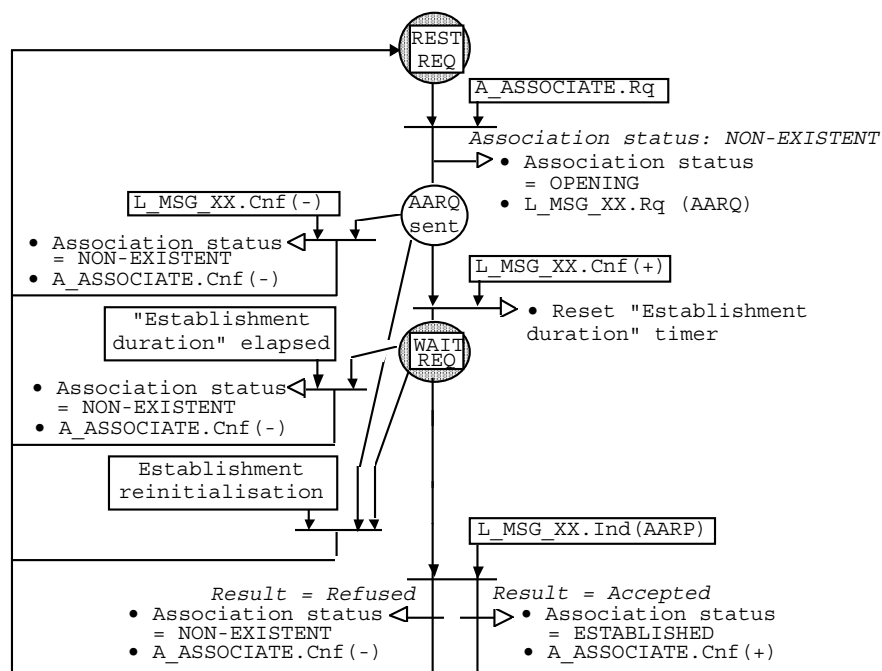 REST
REQ
A_ASSOCIATE.Rq
Association status: NON-EXISTENT
• Association status
= OPENING
• L_MSG_XX.Rq (AARQ)
L_MSG_XX.Cnf(-)
AARQ
sent
• Association status
= NON-EXISTENT
• A_ASSOCIATE.Cnf(-)
L_MSG_XX.Cnf(+)
• Reset "Establishment
duration" timer
"Establishment
duration" elapsed
WAIT
REQ
• Association status
= NON-EXISTENT
• A_ASSOCIATE.Cnf(-)
Establishment
reinitialisation
L_MSG_XX.Ind(AARP)
Result = Refused
• Association status
= NON-EXISTENT
• A_ASSOCIATE.Cnf(-)
Result = Accepted
• Association status
= ESTABLISHED
• A_ASSOCIATE.Cnf(+)